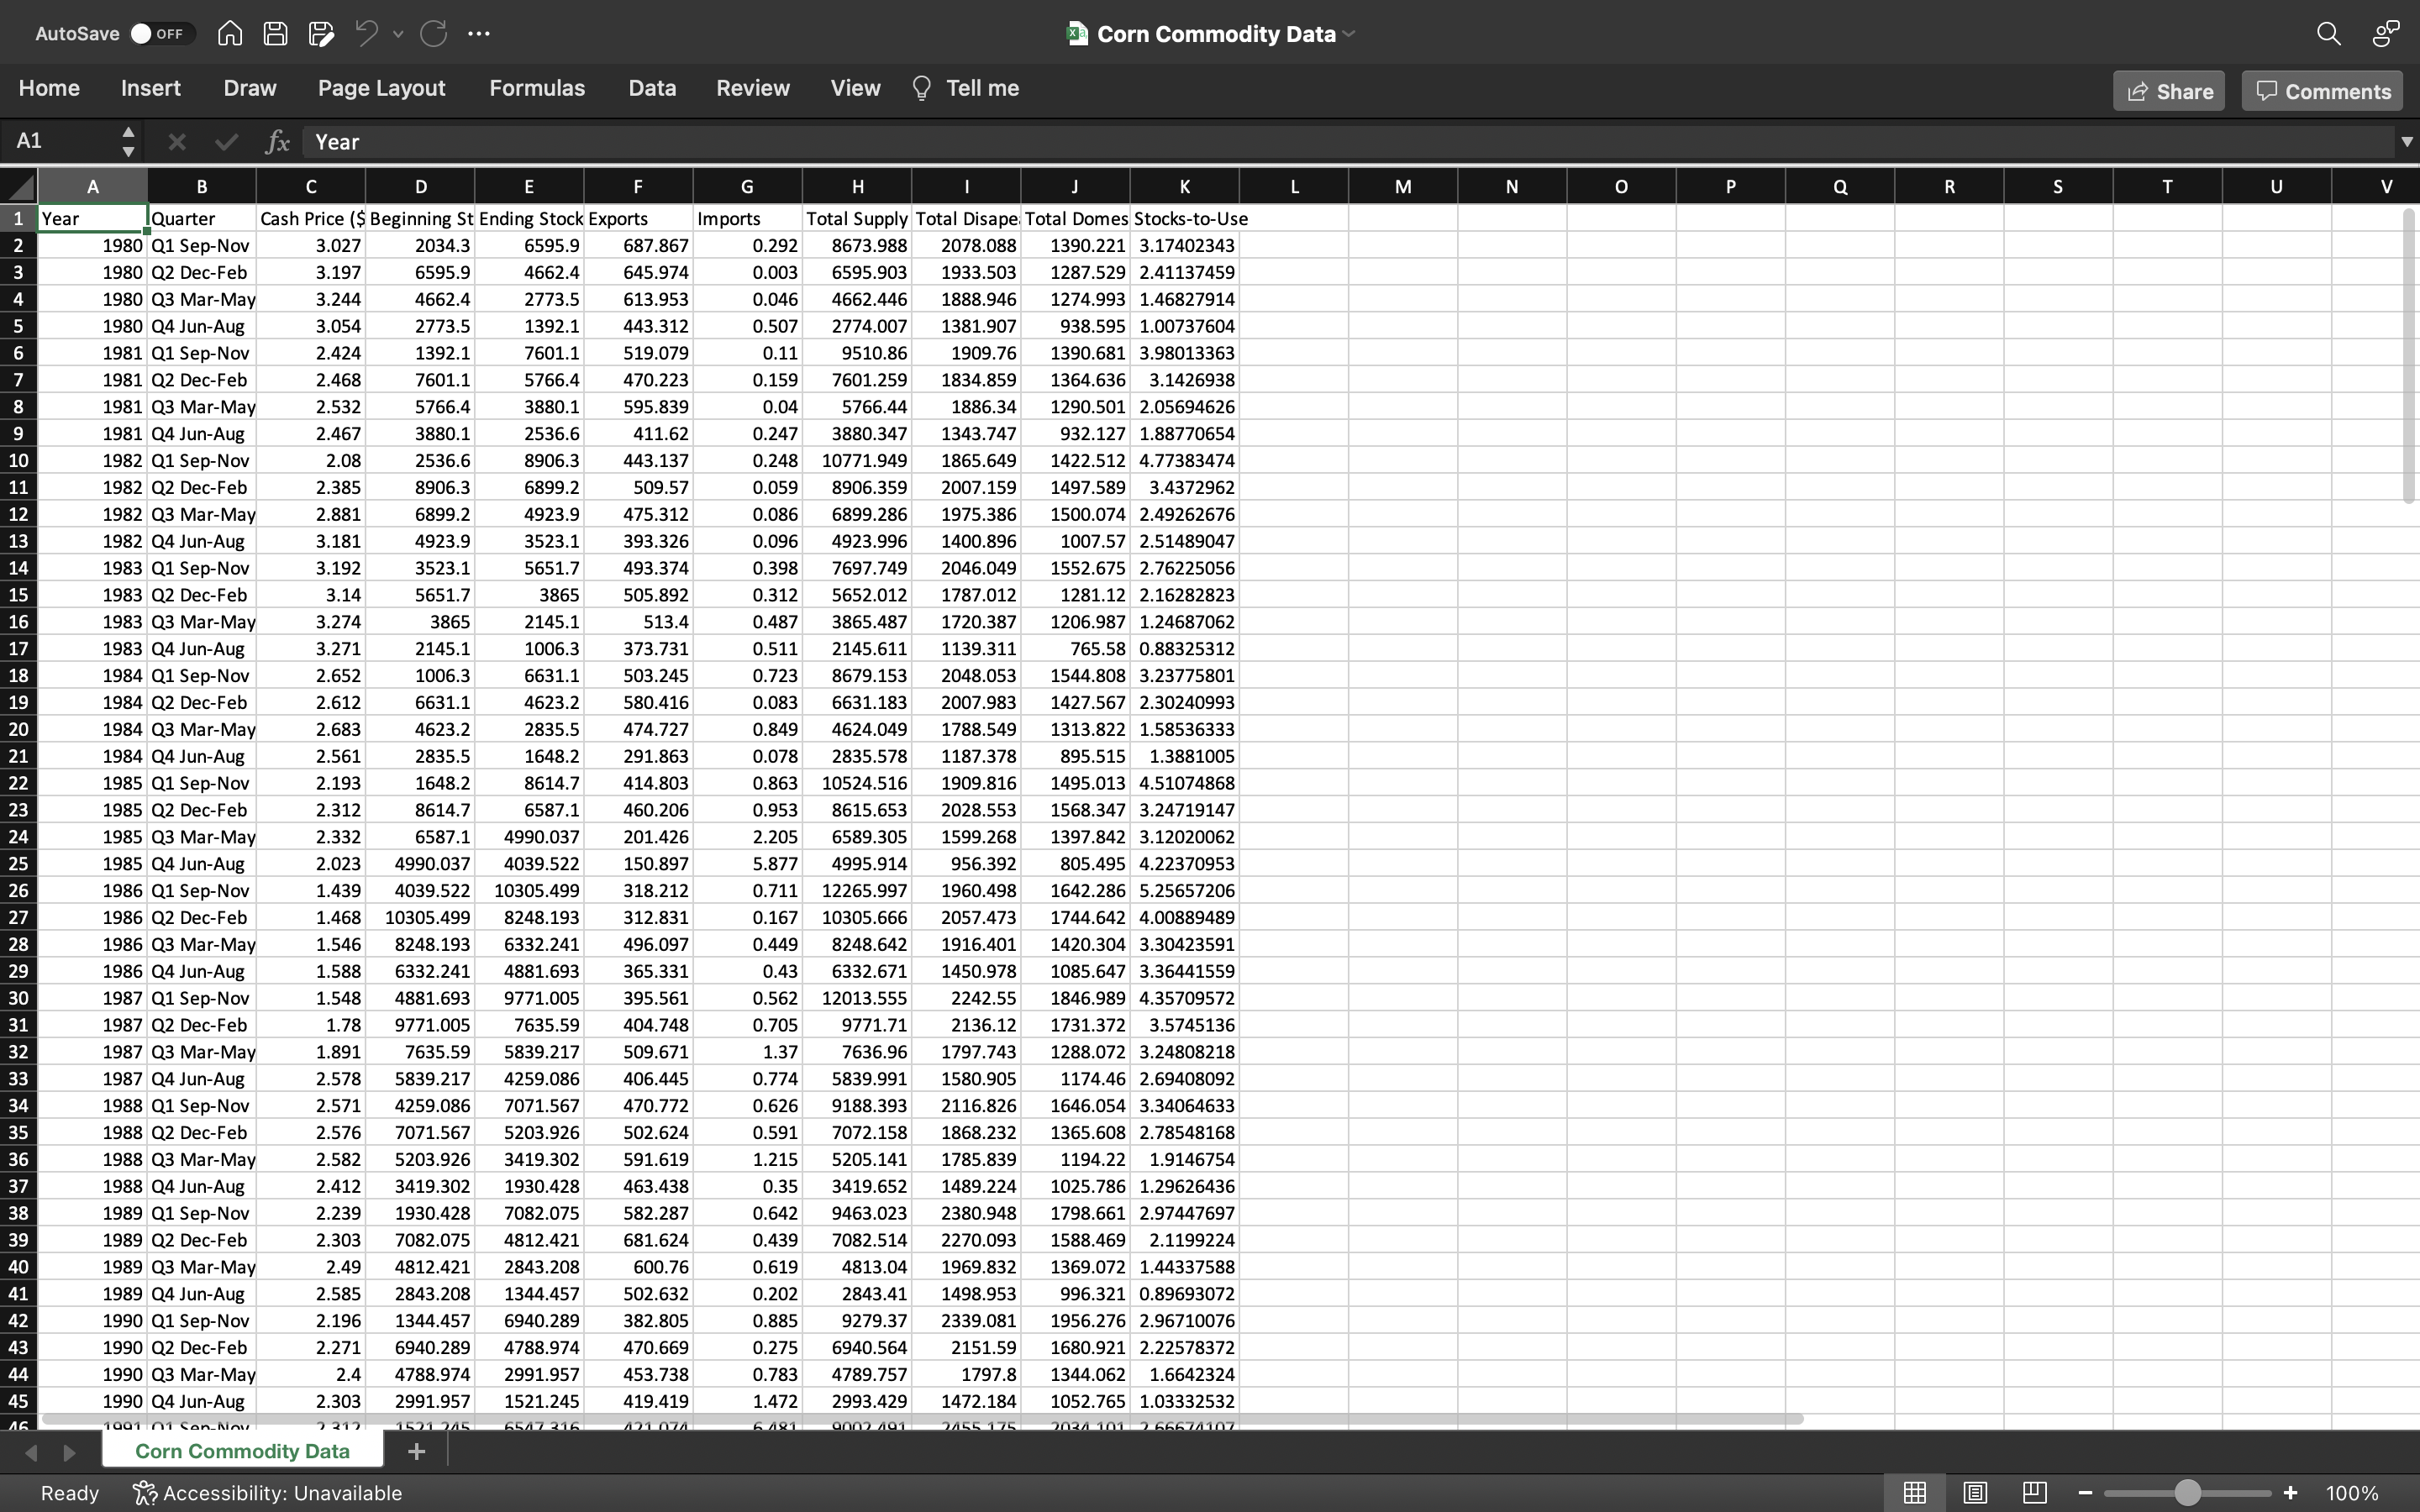 AutoSave OFF Corn Commodity Data
Home Insert Draw Page Layout Formulas Data Review View Tell me Share Comments
A1 fx Year
A B C D E F G H I J K L M N O P Q R S T U V
1 Year Quarter Cash Price ($ Beginning St Ending Stock Exports Imports Total Supply Total Disape Total Domes Stocks-to-Use
2 1980 Q1 Sep-Nov 3.027 2034.3 6595.9 687.867 0.292 8673.988 2078.088 1390.221 3.17402343
3 1980 Q2 Dec-Feb 3.197 6595.9 4662.4 645.974 0.003 6595.903 1933.503 1287.529 2.41137459
4 1980 Q3 Mar-May 3.244 4662.4 2773.5 613.953 0.046 4662.446 1888.946 1274.993 1.46827914
5 1980 Q4 Jun-Aug 3.054 2773.5 1392.1 443.312 0.507 2774.007 1381.907 938.595 1.00737604
6 1981 Q1 Sep-Nov 2.424 1392.1 7601.1 519.079 0.11 9510.86 1909.76 1390.681 3.98013363
7 1981 Q2 Dec-Feb 2.468 7601.1 5766.4 470.223 0.159 7601.259 1834.859 1364.636 3.1426938
8 1981 Q3 Mar-May 2.532 5766.4 3880.1 595.839 0.04 5766.44 1886.34 1290.501 2.05694626
9 1981 Q4 Jun-Aug 2.467 3880.1 2536.6 411.62 0.247 3880.347 1343.747 932.127 1.88770654
10 1982 Q1 Sep-Nov 2.08 2536.6 8906.3 443.137 0.248 10771.949 1865.649 1422.512 4.77383474
11 1982 Q2 Dec-Feb 2.385 8906.3 6899.2 509.57 0.059 8906.359 2007.159 1497.589 3.4372962
12 1982 Q3 Mar-May 2.881 6899.2 4923.9 475.312 0.086 6899.286 1975.386 1500.074 2.49262676
13 1982 Q4 Jun-Aug 3.181 4923.9 3523.1 393.326 0.096 4923.996 1400.896 1007.57 2.51489047
14 1983 Q1 Sep-Nov 3.192 3523.1 5651.7 493.374 0.398 7697.749 2046.049 1552.675 2.76225056
15 1983 Q2 Dec-Feb 3.14 5651.7 3865 505.892 0.312 5652.012 1787.012 1281.12 2.16282823
16 1983 Q3 Mar-May 3.274 3865 2145.1 513.4 0.487 3865.487 1720.387 1206.987 1.24687062
17 1983 Q4 Jun-Aug 3.271 2145.1 1006.3 373.731 0.511 2145.611 1139.311 765.58 0.88325312
18 1984 Q1 Sep-Nov 2.652 1006.3 6631.1 503.245 0.723 8679.153 2048.053 1544.808 3.23775801
19 1984 Q2 Dec-Feb 2.612 6631.1 4623.2 580.416 0.083 6631.183 2007.983 1427.567 2.30240993
20 1984 Q3 Mar-May 2.683 4623.2 2835.5 474.727 0.849 4624.049 1788.549 1313.822 1.58536333
21 1984 Q4 Jun-Aug 2.561 2835.5 1648.2 291.863 0.078 2835.578 1187.378 895.515 1.3881005
22 1985 Q1 Sep-Nov 2.193 1648.2 8614.7 414.803 0.863 10524.516 1909.816 1495.013 4.51074868
23 1985 Q2 Dec-Feb 2.312 8614.7 6587.1 460.206 0.953 8615.653 2028.553 1568.347 3.24719147
24 1985 Q3 Mar-May 2.332 6587.1 4990.037 201.426 2.205 6589.305 1599.268 1397.842 3.12020062
25 1985 Q4 Jun-Aug 2.023 4990.037 4039.522 150.897 5.877 4995.914 956.392 805.495 4.22370953
26 1986 Q1 Sep-Nov 1.439 4039.522 10305.499 318.212 0.711 12265.997 1960.498 1642.286 5.25657206
27 1986 Q2 Dec-Feb 1.468 10305.499 8248.193 312.831 0.167 10305.666 2057.473 1744.642 4.00889489
28 1986 Q3 Mar-May 1.546 8248.193 6332.241 496.097 0.449 8248.642 1916.401 1420.304 3.30423591
29 1986 Q4 Jun-Aug 1.588 6332.241 4881.693 365.331 0.43 6332.671 1450.978 1085.647 3.36441559
30 1987 Q1 Sep-Nov 1.548 4881.693 9771.005 395.561 0.562 12013.555 2242.55 1846.989 4.35709572
31 1987 Q2 Dec-Feb 1.78 9771.005 7635.59 404.748 0.705 9771.71 2136.12 1731.372 3.5745136
32 1987 Q3 Mar-May 1.891 7635.59 5839.217 509.671 1.37 7636.96 1797.743 1288.072 3.24808218
33 1987 Q4 Jun-Aug 2.578 5839.217 4259.086 406.445 0.774 5839.991 1580.905 1174.46 2.69408092
34 1988 Q1 Sep-Nov 2.571 4259.086 7071.567 470.772 0.626 9188.393 2116.826 1646.054 3.34064633
35 1988 Q2 Dec-Feb 2.576 7071.567 5203.926 502.624 0.591 7072.158 1868.232 1365.608 2.78548168
36 1988 Q3 Mar-May 2.582 5203.926 3419.302 591.619 1.215 5205.141 1785.839 1194.22 1.9146754
37 1988 Q4 Jun-Aug 2.412 3419.302 1930.428 463.438 0.35 3419.652 1489.224 1025.786 1.29626436
38 1989 Q1 Sep-Nov 2.239 1930.428 7082.075 582.287 0.642 9463.023 2380.948 1798.661 2.97447697
39 1989 Q2 Dec-Feb 2.303 7082.075 4812.421 681.624 0.439 7082.514 2270.093 1588.469 2.1199224
40 1989 Q3 Mar-May 2.49 4812.421 2843.208 600.76 0.619 4813.04 1969.832 1369.072 1.44337588
41 1989 Q4 Jun-Aug 2.585 2843.208 1344.457 502.632 0.202 2843.41 1498.953 996.321 0.89693072
42 1990 Q1 Sep-Nov 2.196 1344.457 6940.289 382.805 0.885 9279.37 2339.081 1956.276 2.96710076
43 1990 Q2 Dec-Feb 2.271 6940.289 4788.974 470.669 0.275 6940.564 2151.59 1680.921 2.22578372
44 1990 Q3 Mar-May 2.4 4788.974 2991.957 453.738 0.783 4789.757 1797.8 1344.062 1.6642324
45 1990 Q4 Jun-Aug 2.303 2991.957 1521.245 419.419 1.472 2993.429 1472.184 1052.765 1.03332532
46 1991 Q1 Sep-Nov 2.312 1521.245 6547.316 421.074 6.481 9002.491 2455.175 2034.101 2.66674107
Corn Commodity Data
Ready Accessibility: Unavailable 100%